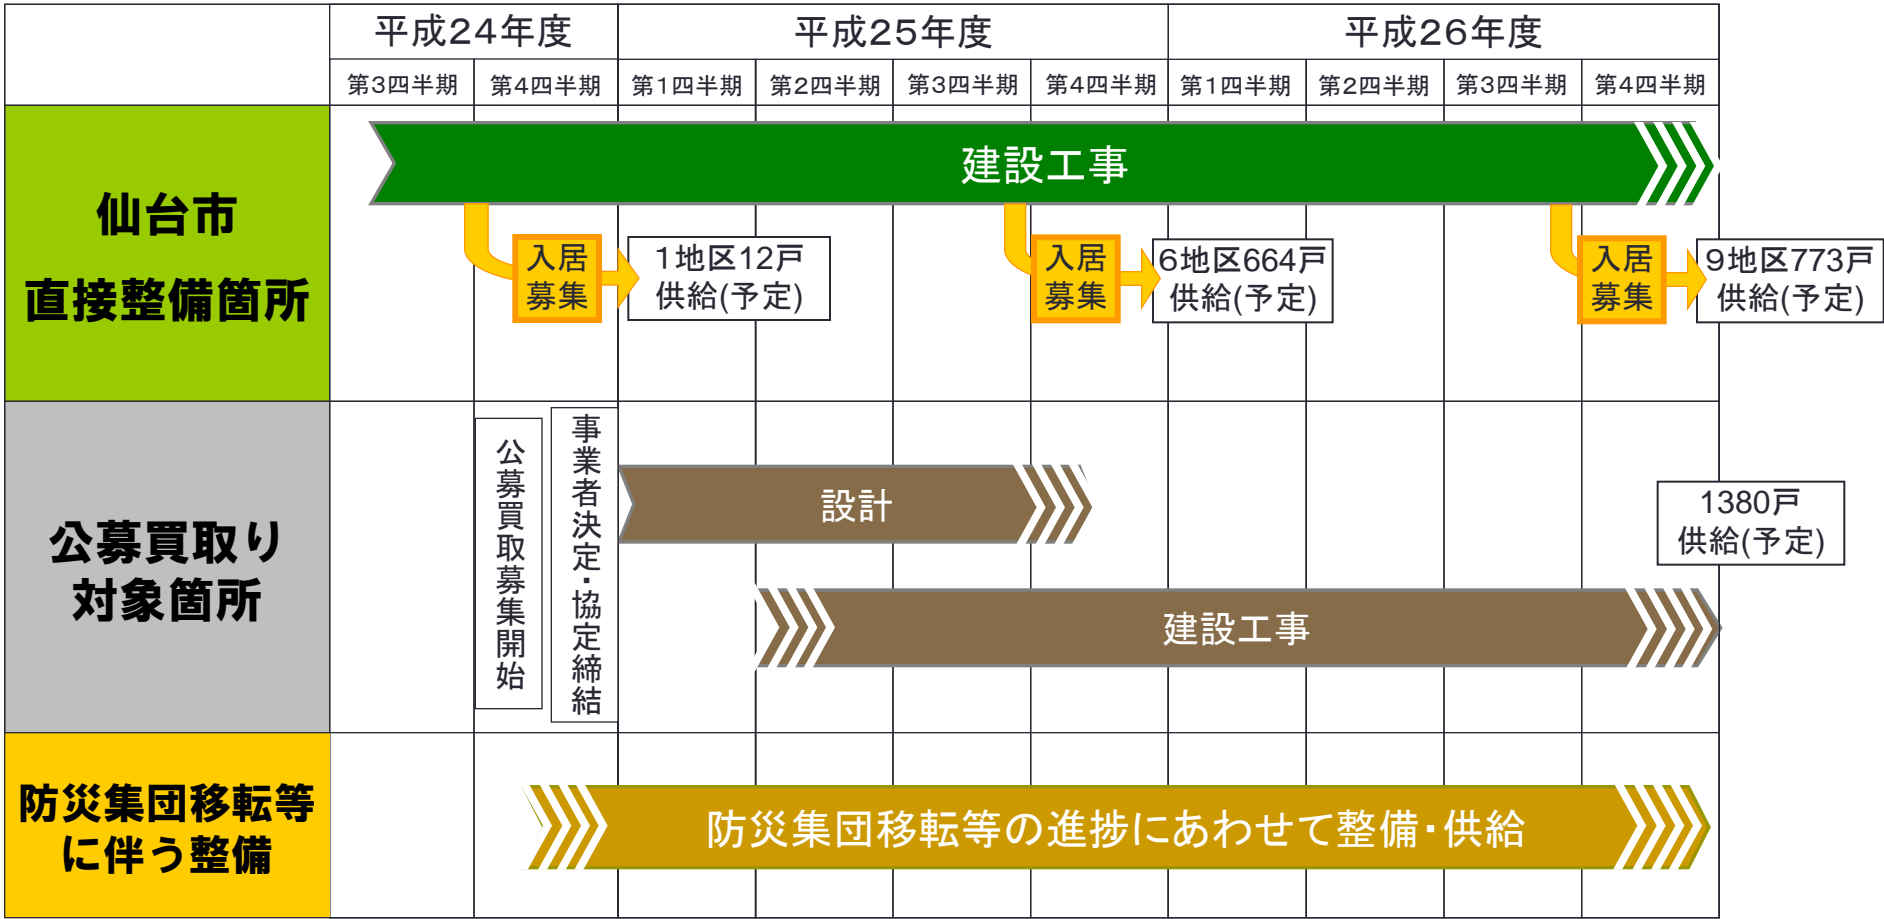 平成24年度
平成25年度
平成26年度
第3四半期
第4四半期
第1四半期
第2四半期
第3四半期
第4四半期
第1四半期
第2四半期
第3四半期
第4四半期
仙台市
直接整備箇所
建設工事
入居
募集
1地区12戸
供給(予定)
入居
募集
6地区664戸
供給(予定)
入居
募集
9地区773戸
供給(予定)
公募買取り
対象箇所
公募買取募集開始
事業者決定・協定締結
設計
建設工事
1380戸
供給(予定)
防災集団移転等
に伴う整備
防災集団移転等の進捗にあわせて整備・供給